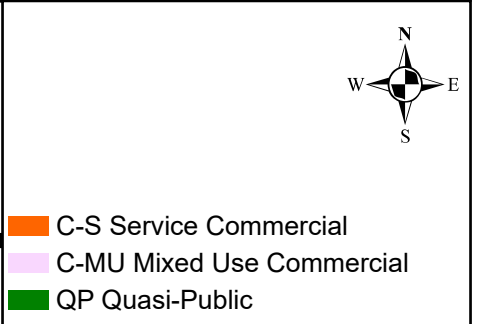 N
W E
S
C-S Service Commercial
C-MU Mixed Use Commercial
QP Quasi-Public